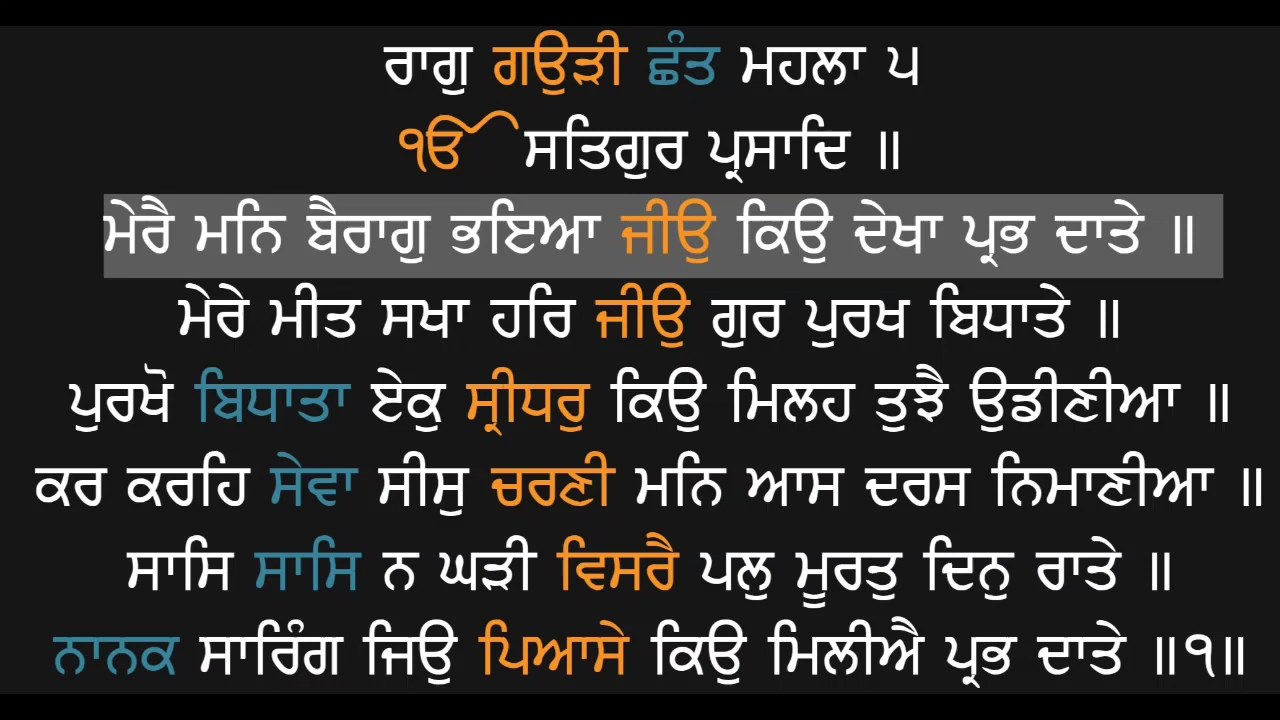 ਰਾਗੁ ਗਉੜੀ ਛੰਤ ਮਹਲਾ ੫
ੴ ਸਤਿਗੁਰ ਪ੍ਰਸਾਦਿ ॥
ਮੇਰੈ ਮਨਿ ਬੈਰਾਗੁ ਭਇਆ ਜੀਉ ਕਿਉ ਦੇਖਾ ਪ੍ਰਭ ਦਾਤੇ ॥
ਮੇਰੇ ਮੀਤ ਸਖਾ ਹਰਿ ਜੀਉ ਗੁਰ ਪੁਰਖ ਬਿਧਾਤੇ ॥
ਪੁਰਖੋ ਬਿਧਾਤਾ ਏਕੁ ਸ੍ਰੀਧਰੁ ਕਿਉ ਮਿਲਹ ਤੁਝੈ ਉਡੀਣੀਆ ॥
ਕਰ ਕਰਹਿ ਸੇਵਾ ਸੀਸੁ ਚਰਣੀ ਮਨਿ ਆਸ ਦਰਸ ਨਿਮਾਣੀਆ ॥
ਸਾਸਿ ਸਾਸਿ ਨ ਘੜੀ ਵਿਸਰੈ ਪਲੁ ਮੂਰਤੁ ਦਿਨੁ ਰਾਤੇ ॥
ਨਾਨਕ ਸਾਰਿੰਗ ਜਿਉ ਪਿਆਸੇ ਕਿਉ ਮਿਲੀਐ ਪ੍ਰਭ ਦਾਤੇ ॥੧॥